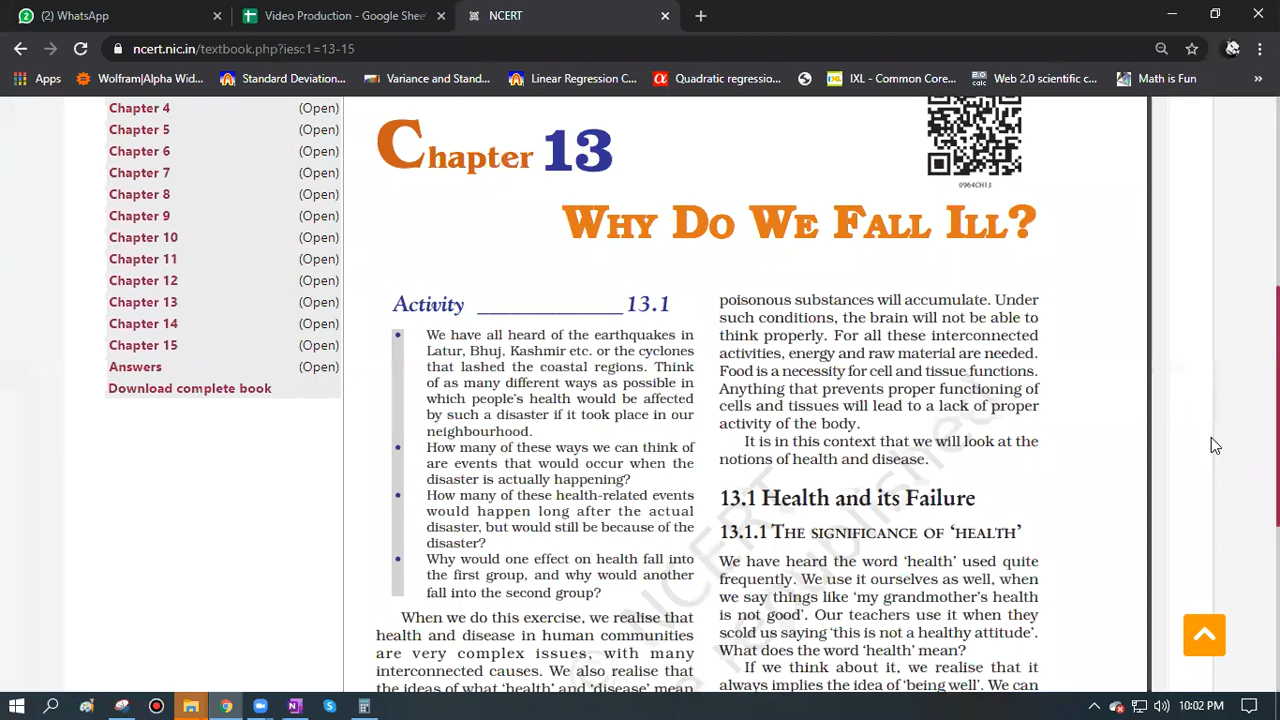 (2) WhatsApp
Video Production - Google Shee
NCERT
ncert.nic.in/textbook.php?iesc1=13-15
Apps
Wolfram|Alpha Wid...
Standard Deviation...
Variance and Stand...
Linear Regression C...
Quadratic regressio...
IXL - Common Core...
Web 2.0 scientific c...
Math is Fun
»
Chapter 4 (Open)
Chapter 5 (Open)
Chapter 6 (Open)
Chapter 7 (Open)
Chapter 8 (Open)
Chapter 9 (Open)
Chapter 10 (Open)
Chapter 11 (Open)
Chapter 12 (Open)
Chapter 13 (Open)
Chapter 14 (Open)
Chapter 15 (Open)
Answers (Open)
Download complete book
Chapter 13
0964CH13
WHY DO WE FALL ILL?
Activity ______________ 13.1
• We have all heard of the earthquakes in
Latur, Bhuj, Kashmir etc. or the cyclones
that lashed the coastal regions. Think
of as many different ways as possible in
which people's health would be affected
by such a disaster if it took place in our
neighbourhood.
• How many of these ways we can think of
are events that would occur when the
disaster is actually happening?
• How many of these health-related events
would happen long after the actual
disaster, but would still be because of the
disaster?
• Why would one effect on health fall into
the first group, and why would another
fall into the second group?
When we do this exercise, we realise that
health and disease in human communities
are very complex issues, with many
interconnected causes. We also realise that
the ideas of what 'health' and 'disease' mean
poisonous substances will accumulate. Under
such conditions, the brain will not be able to
think properly. For all these interconnected
activities, energy and raw material are needed.
Food is a necessity for cell and tissue functions.
Anything that prevents proper functioning of
cells and tissues will lead to a lack of proper
activity of the body.
It is in this context that we will look at the
notions of health and disease.
13.1 Health and its Failure
13.1.1 THE SIGNIFICANCE OF 'HEALTH'
We have heard the word 'health' used quite
frequently. We use it ourselves as well, when
we say things like 'my grandmother's health
is not good'. Our teachers use it when they
scold us saying 'this is not a healthy attitude'.
What does the word 'health' mean?
If we think about it, we realise that it
always implies the idea of 'being well'. We can
© NCERT
10:02 PM